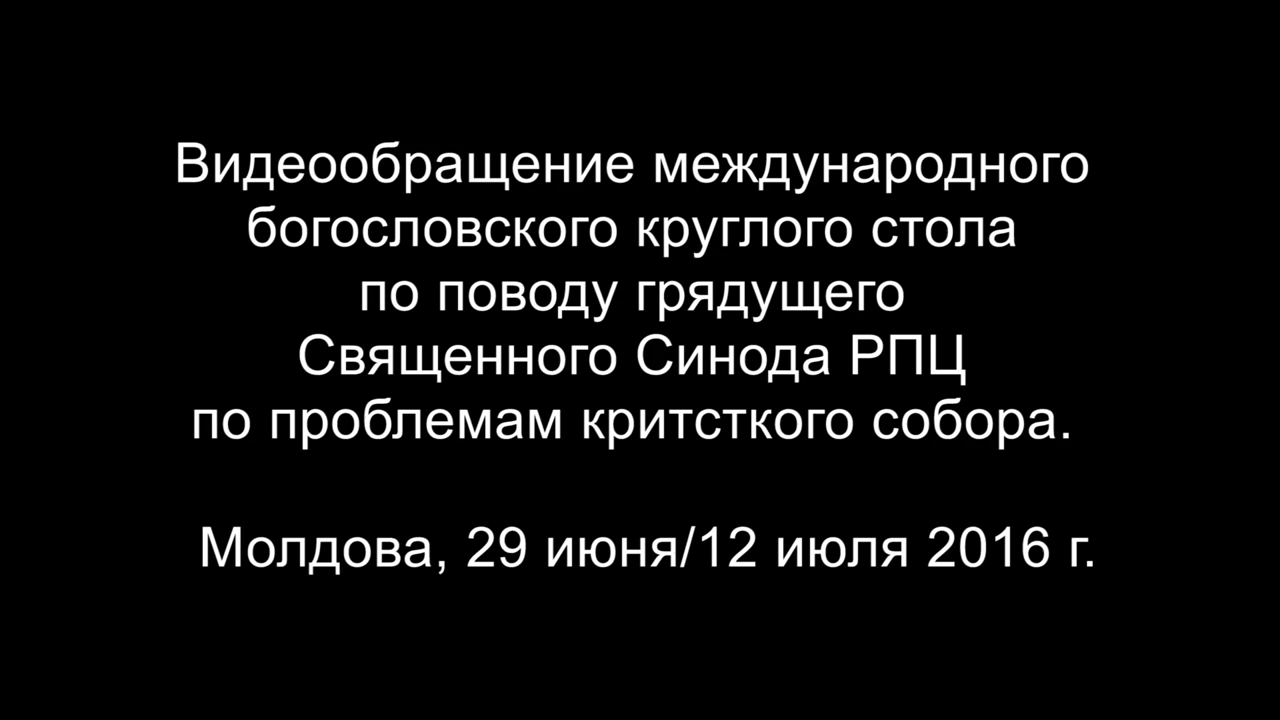 Видеообращение международного
богословского круглого стола
по поводу грядущего
Священного Синода РПЦ
по проблемам критсткого собора.
Молдова, 29 июня/12 июля 2016 г.